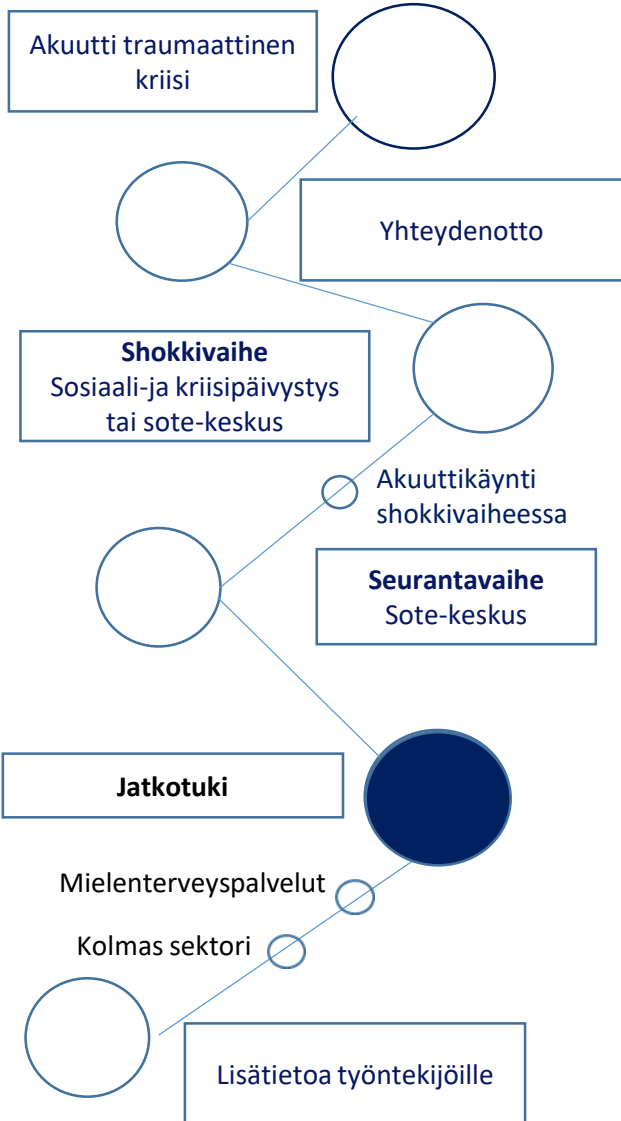 Akuutti traumaattinen
kriisi
Yhteydenotto
Shokkivaihe
Sosiaali-ja kriisipäivystys
tai sote-keskus
Akuuttikäynti
shokkivaiheessa
Seurantavaihe
Sote-keskus
Jatkotuki
Mielenterveyspalvelut
Kolmas sektori
Lisätietoa työntekijöille